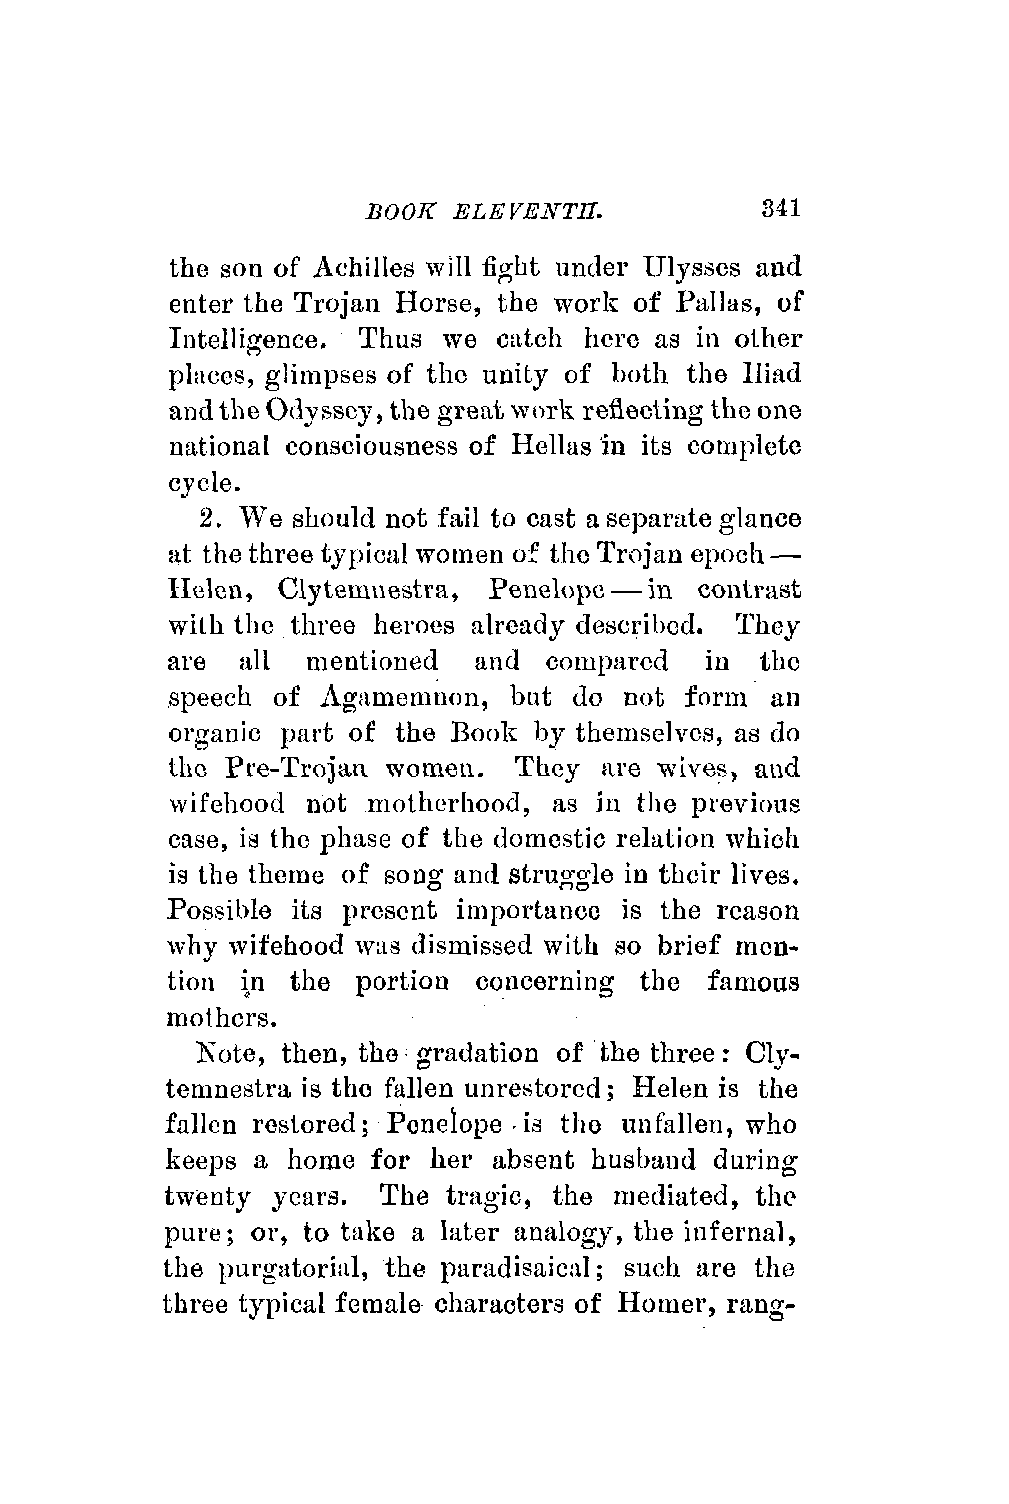 BOOK ELEVENTH. 341
the son of Achilles will fight under Ulysses and
enter the Trojan Horse, the work of Pallas, of
Intelligence. Thus we catch here as in other
places, glimpses of the unity of both the Iliad
and the Odyssey, the great work reflecting the one
national consciousness of Hellas in its complete
cycle.
2. We should not fail to cast a separate glance
at the three typical women of the Trojan epoch —
Helen, Clytemnestra, Penelope — in contrast
with the three heroes already described. They
are all mentioned and compared in the
speech of Agamemnon, but do not form an
organic part of the Book by themselves, as do
the Pre-Trojan women. They are wives, and
wifehood not motherhood, as in the previous
case, is the phase of the domestic relation which
is the theme of song and struggle in their lives.
Possible its present importance is the reason
why wifehood was dismissed with so brief men-
tion in the portion concerning the famous
mothers.
Note, then, the gradation of the three: Cly-
temnestra is the fallen unrestored; Helen is the
fallen restored; Penelope is the unfallen, who
keeps a home for her absent husband during
twenty years. The tragic, the mediated, the
pure; or, to take a later analogy, the infernal,
the purgatorial, the paradisaical; such are the
three typical female characters of Homer, rang-